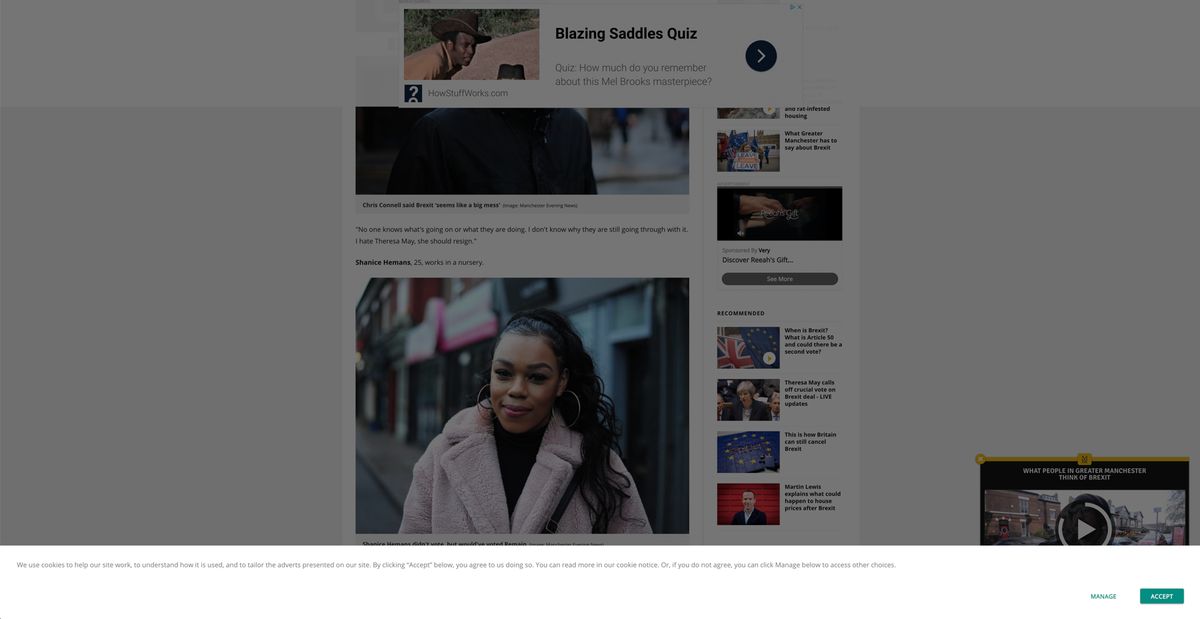 Blazing Saddles Quiz
Quiz: How much do you remember
about this Mel Brooks masterpiece?
HowStuffWorks.com
and rat-infested
housing
What Greater
Manchester has to
say about Brexit
Chris Connell said Brexit 'seems like a big mess' (Image: Manchester Evening News)
"No one knows what's going on or what they are doing. I don't know why they are still going through with it.
I hate Theresa May, she should resign."
Shanice Hemans, 25, works in a nursery.
ADVERTISEMENT
Reeah's Gift
Sponsored By Very
Discover Reeah's Gift...
See More
RECOMMENDED
When is Brexit?
What is Article 50
and could there be a
second vote?
Theresa May calls
off crucial vote on
Brexit deal - LIVE
updates
This is how Britain
can still cancel
Brexit
Martin Lewis
explains what could
happen to house
prices after Brexit
WHAT PEOPLE IN GREATER MANCHESTER
THINK OF BREXIT
Shanice Hemans didn't vote, but would've voted Remain (Image: Manchester Evening News)
We use cookies to help our site work, to understand how it is used, and to tailor the adverts presented on our site. By clicking "Accept" below, you agree to us doing so. You can read more in our cookie notice. Or, if you do not agree, you can click Manage below to access other choices.
MANAGE
ACCEPT